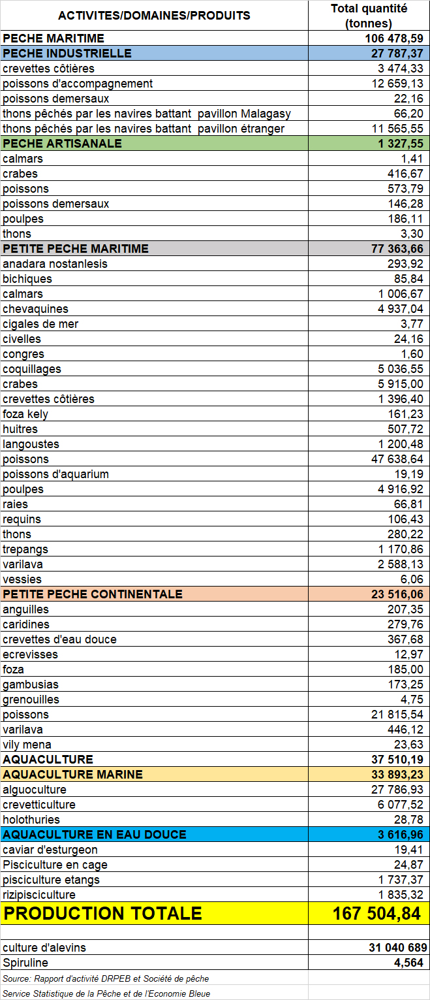 ACTIVITES/DOMAINES/PRODUITS Total quantité (tonnes)
PECHE MARITIME 106 478,59
PECHE INDUSTRIELLE 27 787,37
crevettes côtières 3 474,33
poissons d'accompagnement 12 659,13
poissons demersaux 22,16
thons pêchés par les navires battant pavillon Malagasy 66,20
thons pêchés par les navires battant pavillon étranger 11 565,55
PECHE ARTISANALE 1 327,55
calmars 1,41
crabes 416,67
poissons 573,79
poissons demersaux 146,28
poulpes 186,11
thons 3,30
PETITE PECHE MARITIME 77 363,66
anadara nostanlesis 293,92
bichiques 85,84
calmars 1 006,67
chevaquines 4 937,04
cigales de mer 3,77
civelles 24,16
congres 1,60
coquillages 5 036,55
crabes 5 915,00
crevettes côtières 1 396,40
foza kely 161,23
huitres 507,72
langoustes 1 200,48
poissons 47 638,64
poissons d'aquarium 19,19
poulpes 4 916,92
raies 66,81
requins 106,43
thons 280,22
trepangs 1 170,86
varilava 2 588,13
vessies 6,06
PETITE PECHE CONTINENTALE 23 516,06
anguilles 207,35
caridines 279,76
crevettes d'eau douce 367,68
ecrevisses 12,97
foza 185,00
gambusias 173,25
grenouilles 4,75
poissons 21 815,54
varilava 446,12
vily mena 23,63
AQUACULTURE 37 510,19
AQUACULTURE MARINE 33 893,23
alguoculture 27 786,93
crevetticulture 6 077,52
holothuries 28,78
AQUACULTURE EN EAU DOUCE 3 616,96
caviar d'esturgeon 19,41
Pisciculture en cage 24,87
pisciculture etangs 1 737,37
rizipisciculture 1 835,32
PRODUCTION TOTALE 167 504,84
culture d'alevins 31 040 689
Spiruline 4,564
Source: Rapport d'activité DRPEB et Société de pêche
Service Statistique de la Pêche et de l'Economie Bleue